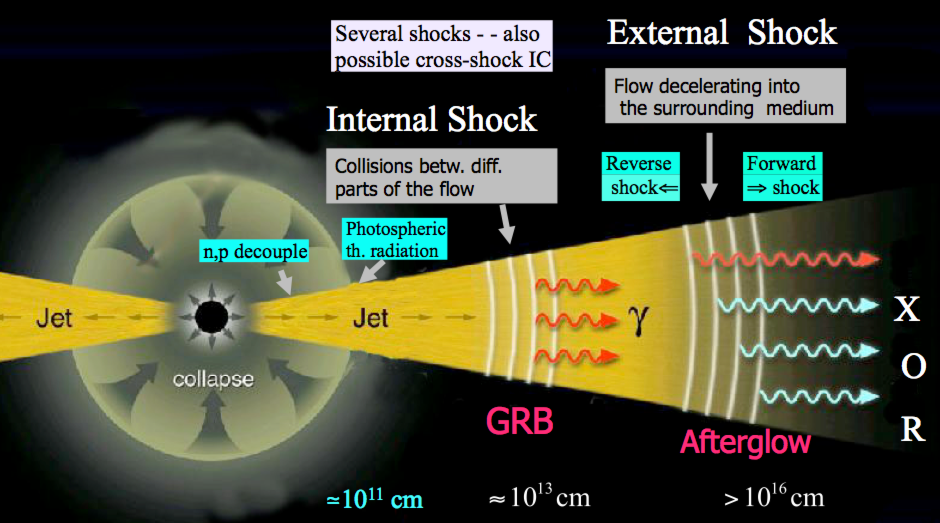 Several shocks - - also
possible cross-shock IC
External Shock
Flow decelerating into
the surrounding medium
Internal Shock
Collisions betw. diff.
parts of the flow
Reverse
shock⇐
Forward
⇒ shock
n,p decouple
Photospheric
th. radiation
Jet
Jet
γ
X
O
R
collapse
GRB
Afterglow
≃10¹¹ cm
≈ 10¹³ cm
> 10¹⁶ cm